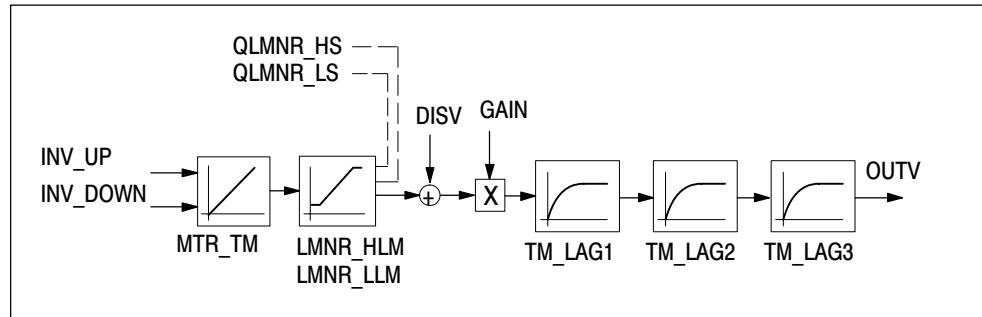 QLMNR_HS
QLMNR_LS
DISV
GAIN
INV_UP
INV_DOWN
OUTV
+
X
MTR_TM
LMNR_HLM
LMNR_LLM
TM_LAG1
TM_LAG2
TM_LAG3